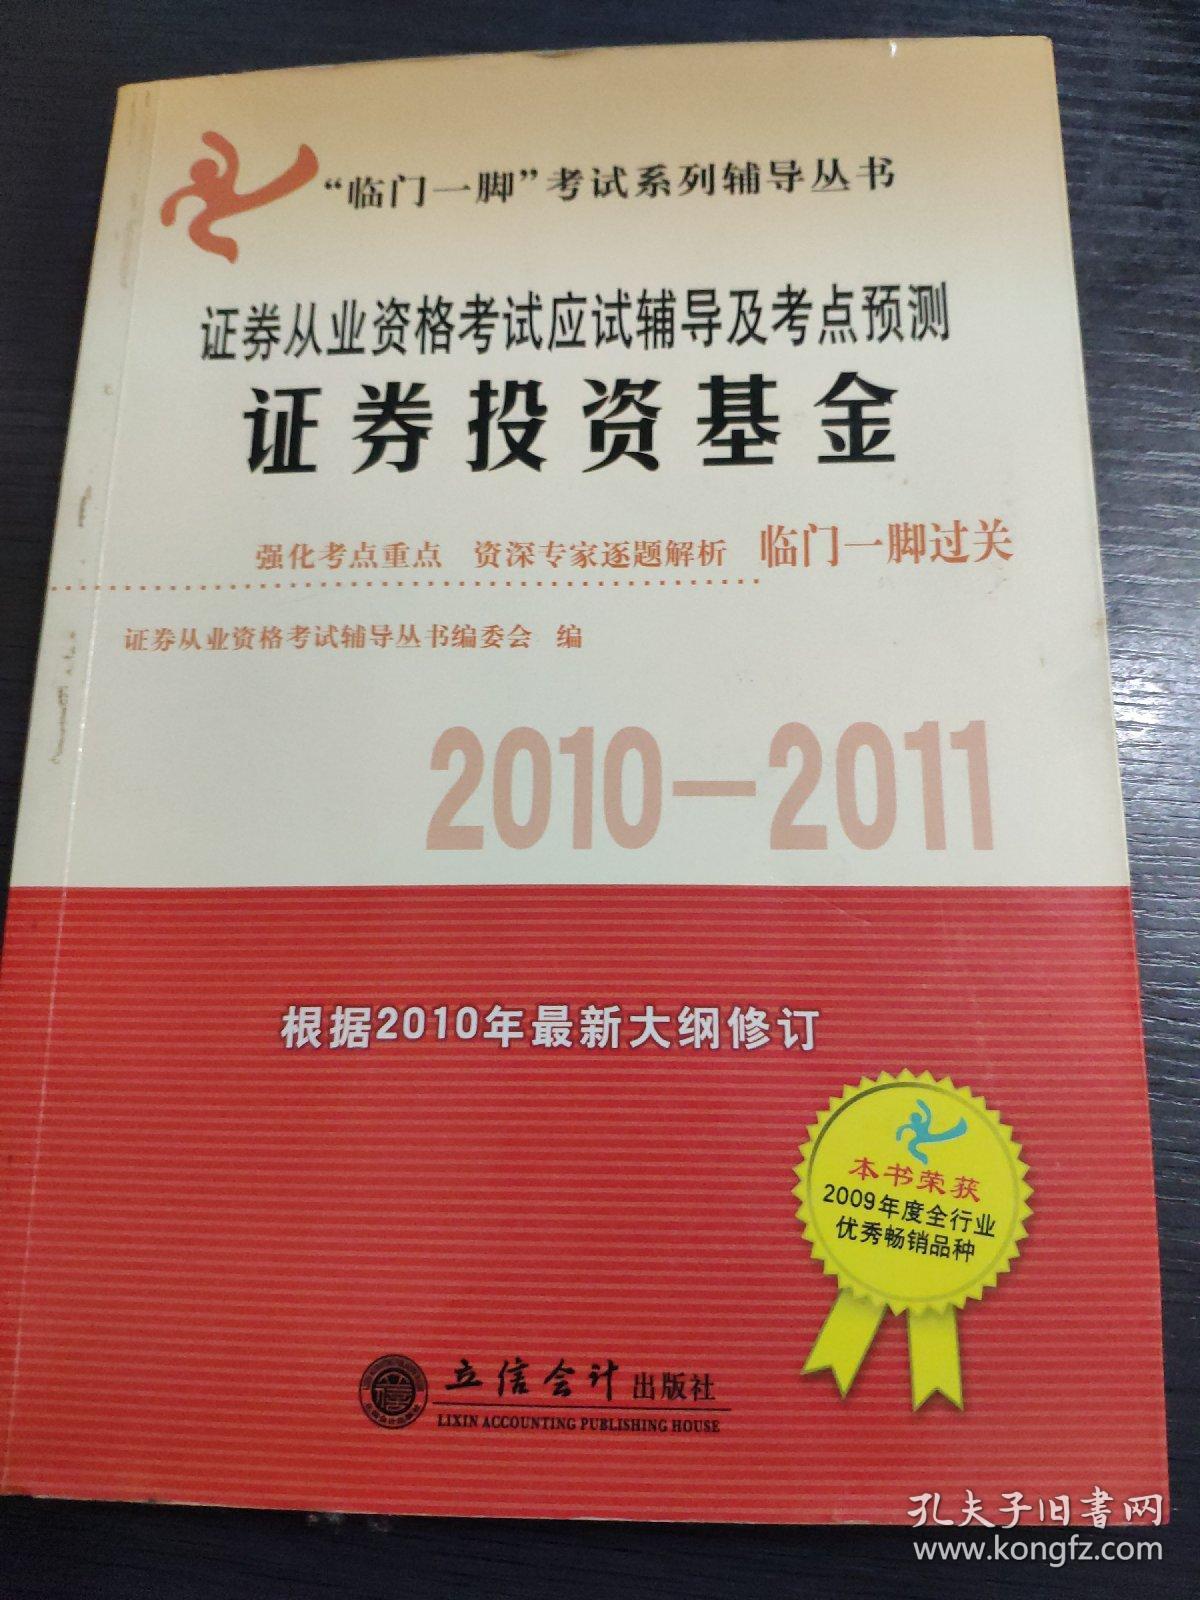 “临门一脚”考试系列辅导丛书
证券从业资格考试应试辅导及考点预测
证券投资基金
强化考点重点 资深专家逐题解析 临门一脚过关
证券从业资格考试辅导丛书编委会 编
2010—2011
根据2010年最新大纲修订
本书荣获
2009年度全行业
优秀畅销品种
立信会计出版社
LIXIN ACCOUNTING PUBLISHING HOUSE
孔夫子旧书网
www.kongfz.com